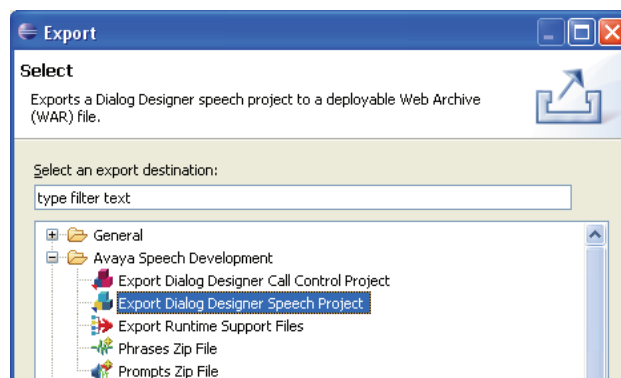 Export
Select
Exports a Dialog Designer speech project to a deployable Web Archive
(WAR) file.
Select an export destination:
type filter text
General
Avaya Speech Development
Export Dialog Designer Call Control Project
Export Dialog Designer Speech Project
Export Runtime Support Files
Phrases Zip File
Prompts Zip File